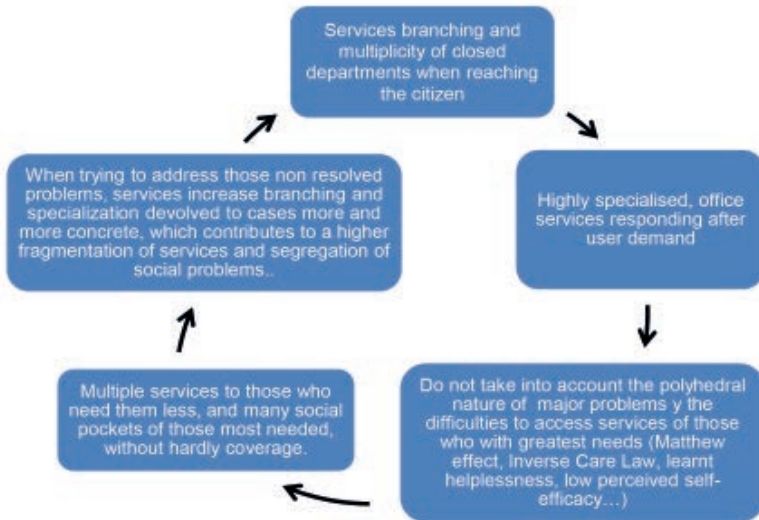 Services branching and
multiplicity of closed
departments when reaching
the citizen
Highly specialised, office
services responding after
user demand
Do not take into account the polyhedral
nature of  major problems y the
difficulties to access services of those
who with greatest needs (Matthew
effect, Inverse Care Law, learnt
helplessness, low perceived self-
efficacy…)
Multiple services to those who
need them less, and many social
pockets of those most needed,
without hardly coverage.
When trying to address those non resolved
problems, services increase branching and
specialization devolved to cases more and
more concrete, which contributes to a higher
fragmentation of services and segregation of
social problems..